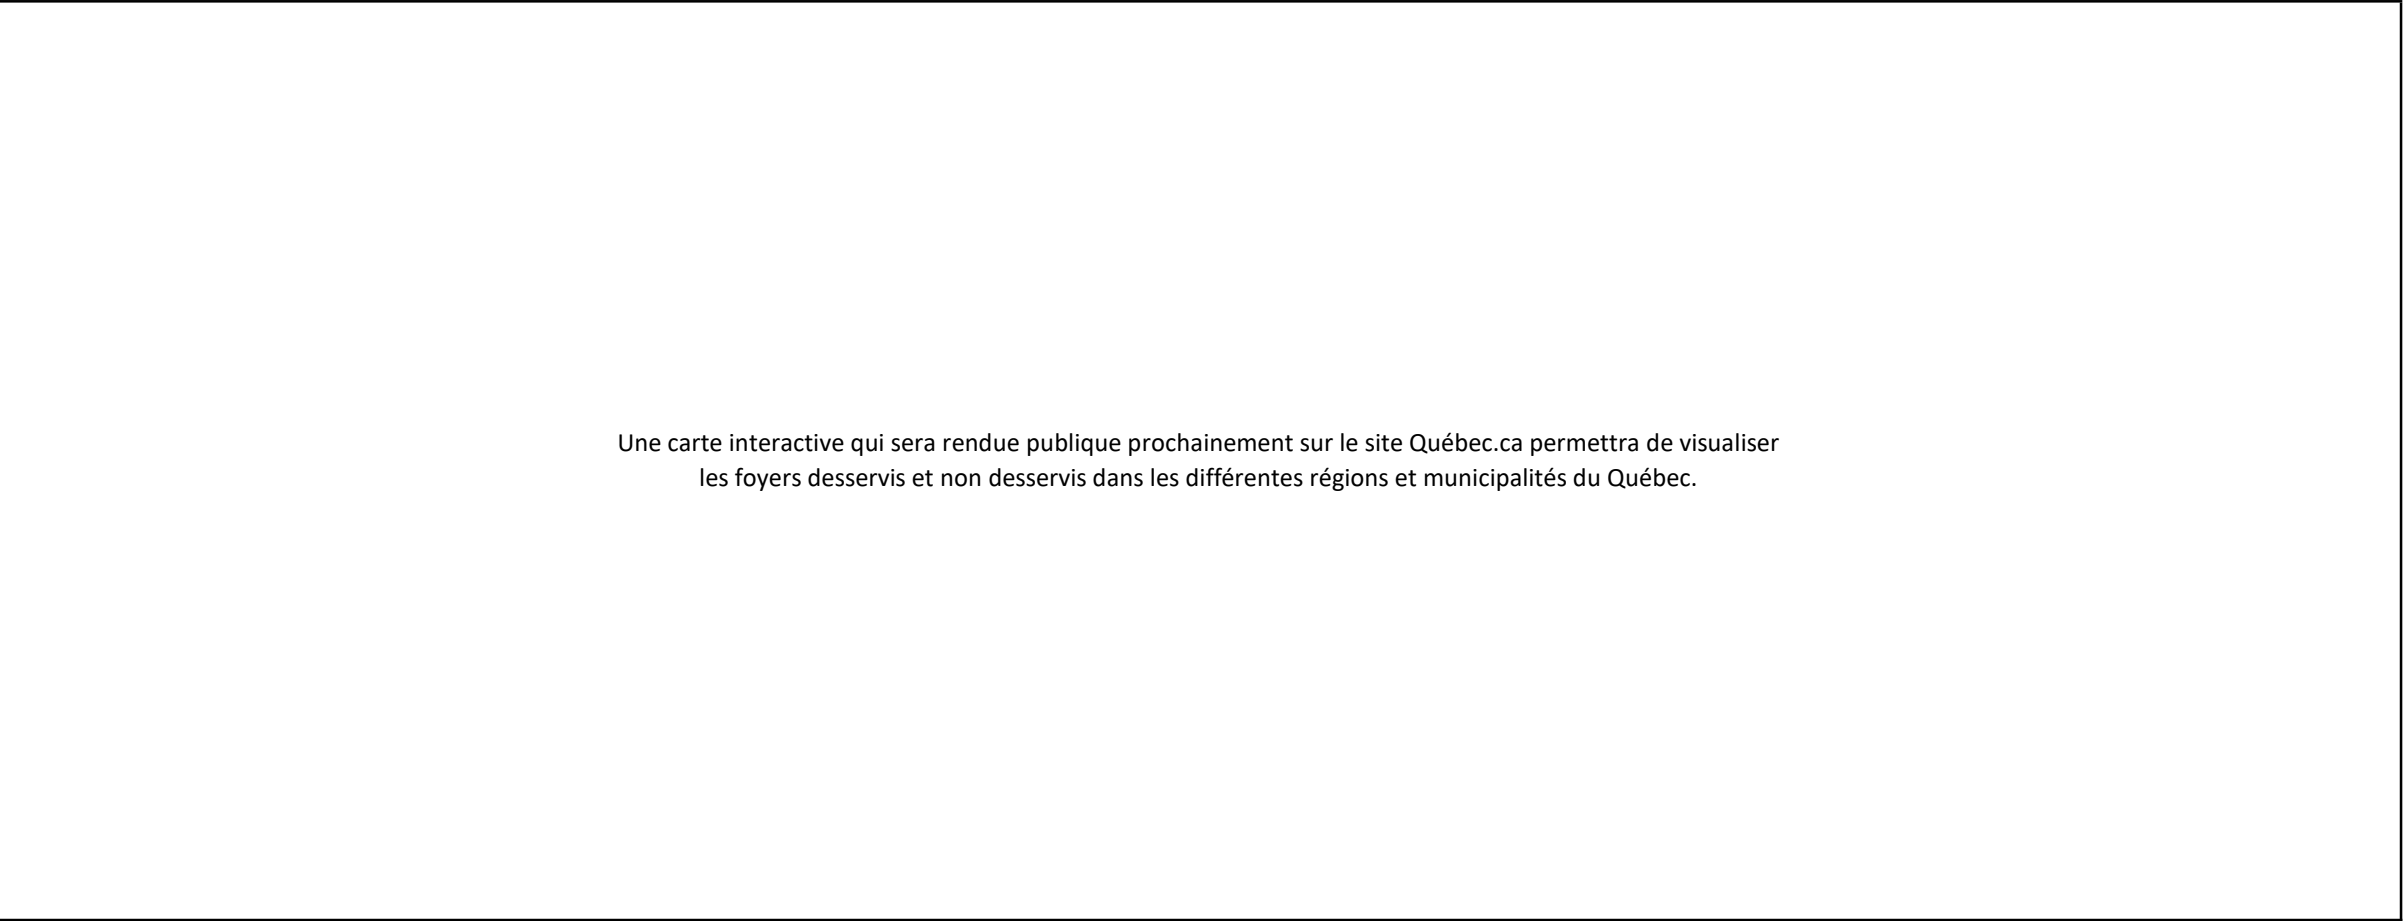 Une carte interactive qui sera rendue publique prochainement sur le site Québec.ca permettra de visualiser
les foyers desservis et non desservis dans les différentes régions et municipalités du Québec.